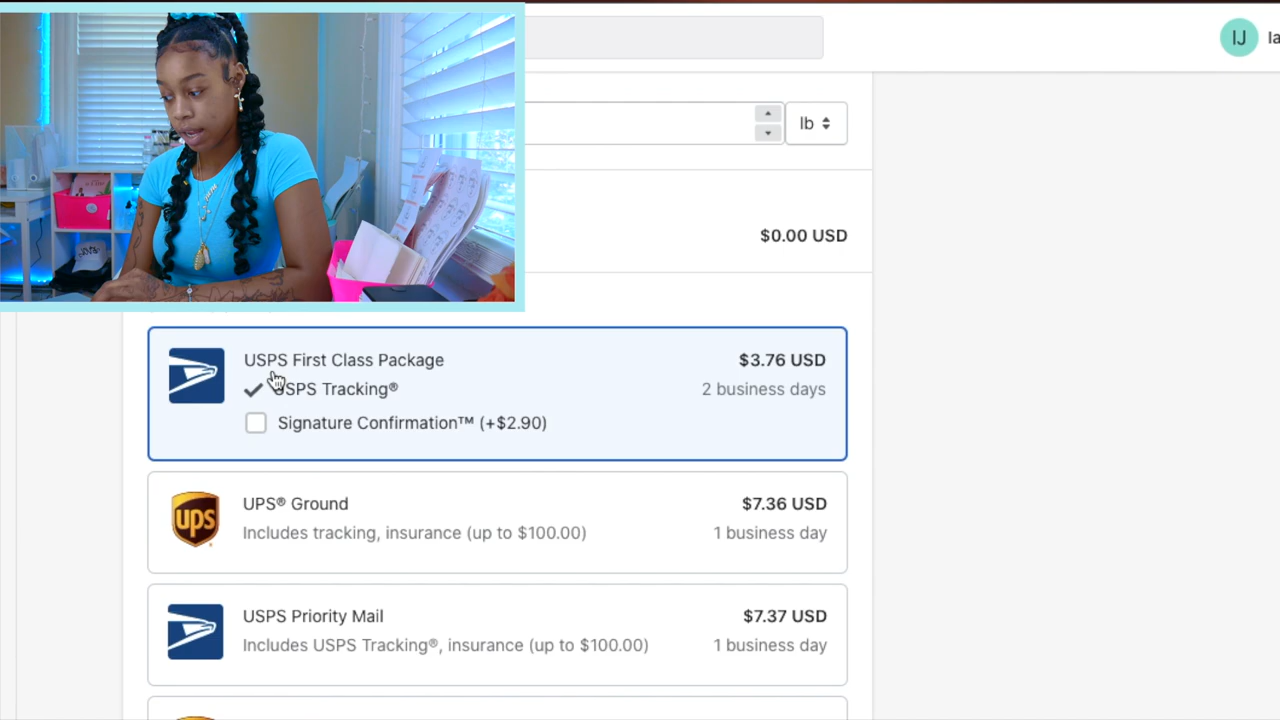 IJ
lb
$0.00 USD
USPS First Class Package
$3.76 USD
USPS Tracking®
2 business days
Signature Confirmation™ (+$2.90)
ups
UPS® Ground
$7.36 USD
Includes tracking, insurance (up to $100.00)
1 business day
USPS Priority Mail
$7.37 USD
Includes USPS Tracking®, insurance (up to $100.00)
1 business day